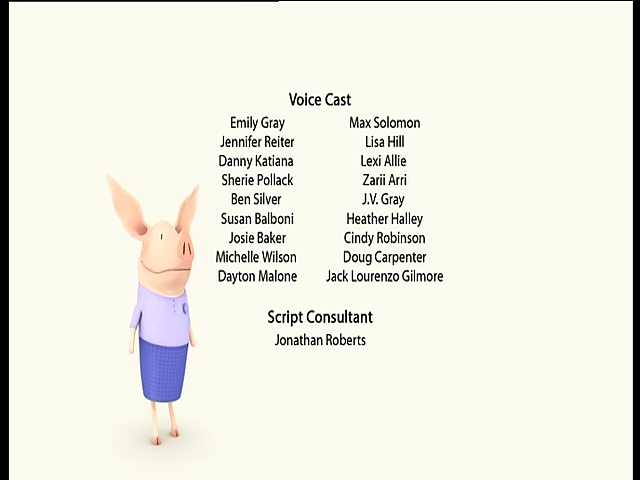 Voice Cast
Emily Gray Max Solomon
Jennifer Reiter Lisa Hill
Danny Katiana Lexi Allie
Sherie Pollack Zarii Arri
Ben Silver J.V. Gray
Susan Balboni Heather Halley
Josie Baker Cindy Robinson
Michelle Wilson Doug Carpenter
Dayton Malone Jack Lourenzo Gilmore
Script Consultant
Jonathan Roberts